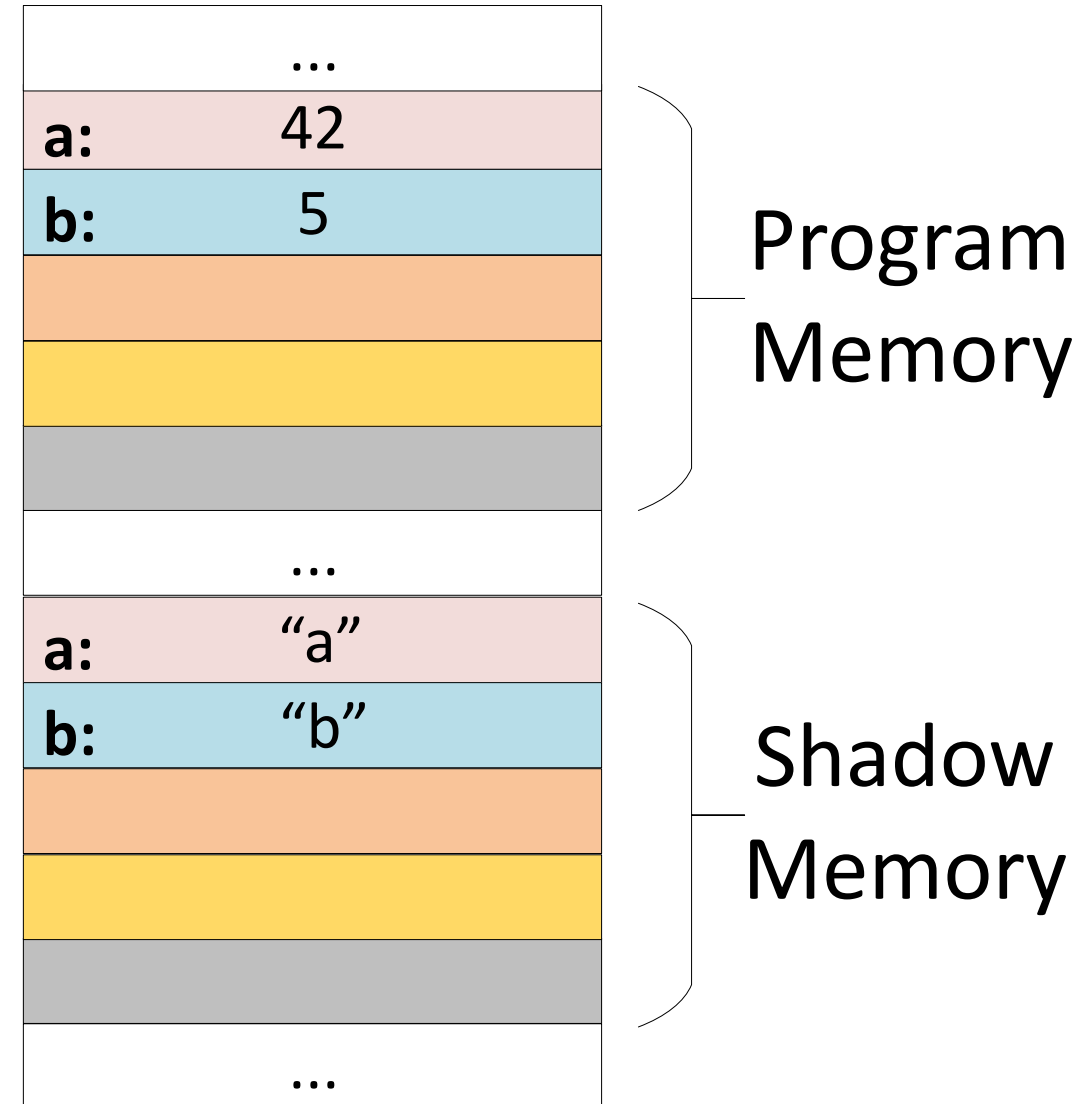 ...
a: 42
b: 5
Program
Memory
...
a: “a”
b: “b”
Shadow
Memory
...